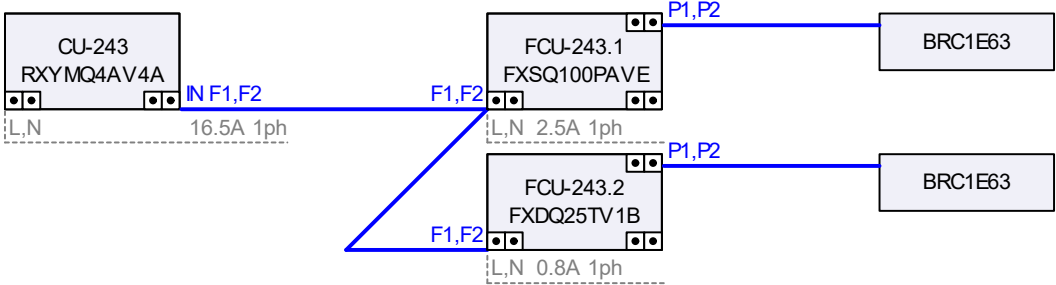 CU-243
RXYMQ4AV4A
IN F1,F2
L,N
16.5A 1ph
FCU-243.1
FXSQ100PAVE
F1,F2
L,N 2.5A 1ph
P1,P2
BRC1E63
FCU-243.2
FXDQ25TV1B
F1,F2
L,N 0.8A 1ph
P1,P2
BRC1E63